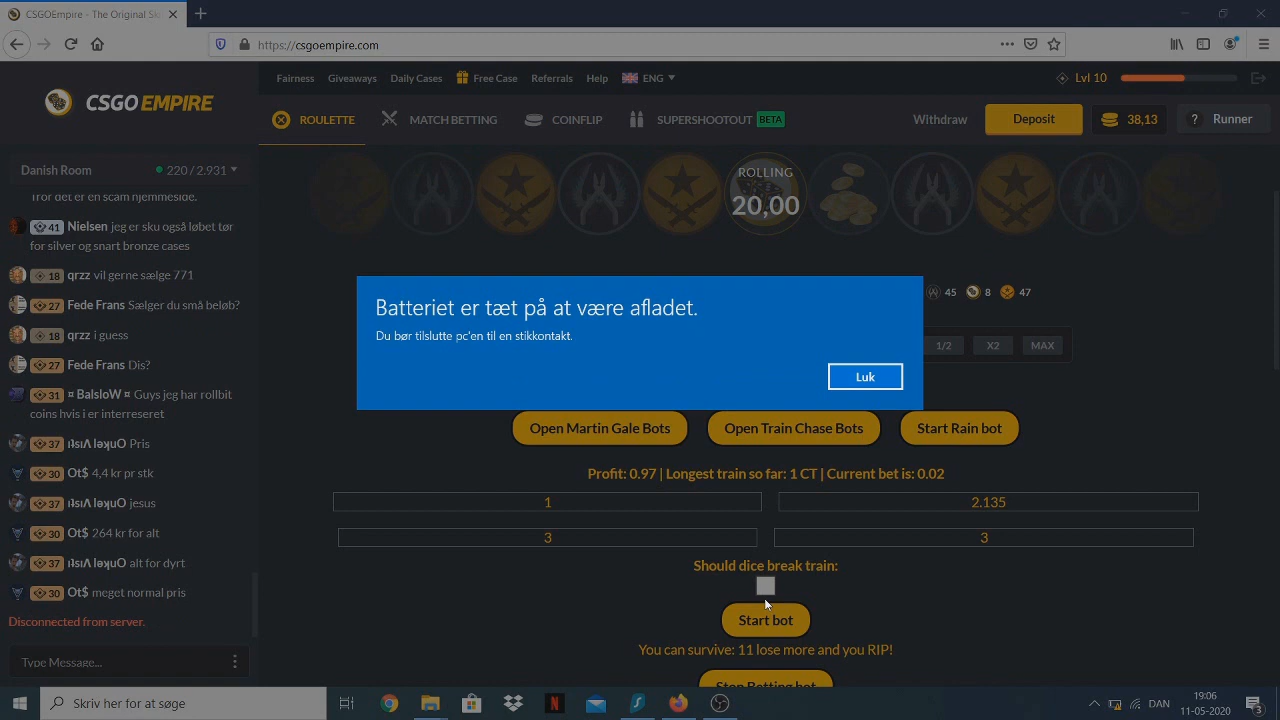 CSGOEmpire - The Original Sk
https://csgoempire.com
CSGOEMPIRE
Fairness
Giveaways
Daily Cases
Free Case
Referrals
Help
ENG
Lvl 10
ROULETTE
MATCH BETTING
COINFLIP
SUPERSHOOTOUT BETA
Withdraw
Deposit
38,13
? Runner
Danish Room
220 / 2.931
Tror det er en scam hjemmeside.
41 Nielsen jeg er sku også løbet tør
for silver og snart bronze cases
18 qrzz vil gerne sælge 771
27 Fede Frans Sælger du små beløb?
18 qrzz i guess
27 Fede Frans Dis?
31 ¤ BalsloW ¤ Guys jeg har rollbit
coins hvis i er interreseret
37 Pris
30 Ot$ 4,4 kr pr stk
37 jesus
30 Ot$ 264 kr for alt
37 alt for dyrt
30 Ot$ meget normal pris
Disconnected from server.
Type Message...
ROLLING
20,00
45
8
47
Batteriet er tæt på at være afladet.
Du bør tilslutte pc'en til en stikkontakt.
Luk
1/2
X2
MAX
Open Martin Gale Bots
Open Train Chase Bots
Start Rain bot
Profit: 0.97 | Longest train so far: 1 CT | Current bet is: 0.02
1
2.135
3
3
Should dice break train:
Start bot
You can survive: 11 lose more and you RIP!
Stop Betting bot
Skriv her for at søge
DAN
19:06
11-05-2020
3